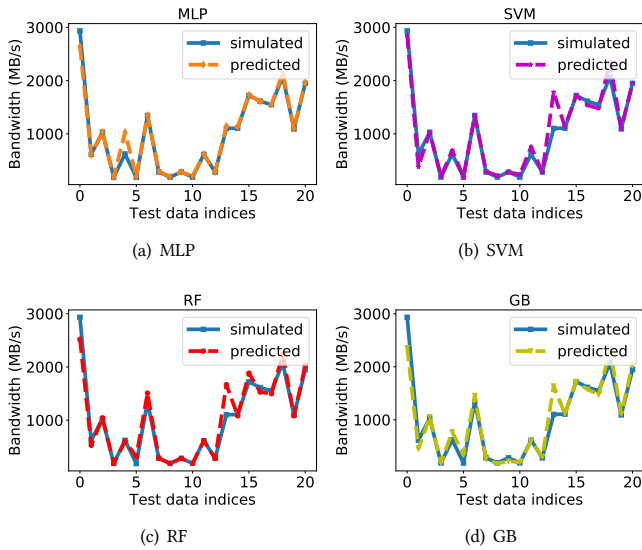 MLP
3000
2000
1000
Bandwidth (MB/s)
simulated
predicted
0 5 10 15 20
Test data indices
(a) MLP
SVM
3000
2000
1000
Bandwidth (MB/s)
simulated
predicted
0 5 10 15 20
Test data indices
(b) SVM
RF
3000
2000
1000
Bandwidth (MB/s)
simulated
predicted
0 5 10 15 20
Test data indices
(c) RF
GB
3000
2000
1000
Bandwidth (MB/s)
simulated
predicted
0 5 10 15 20
Test data indices
(d) GB